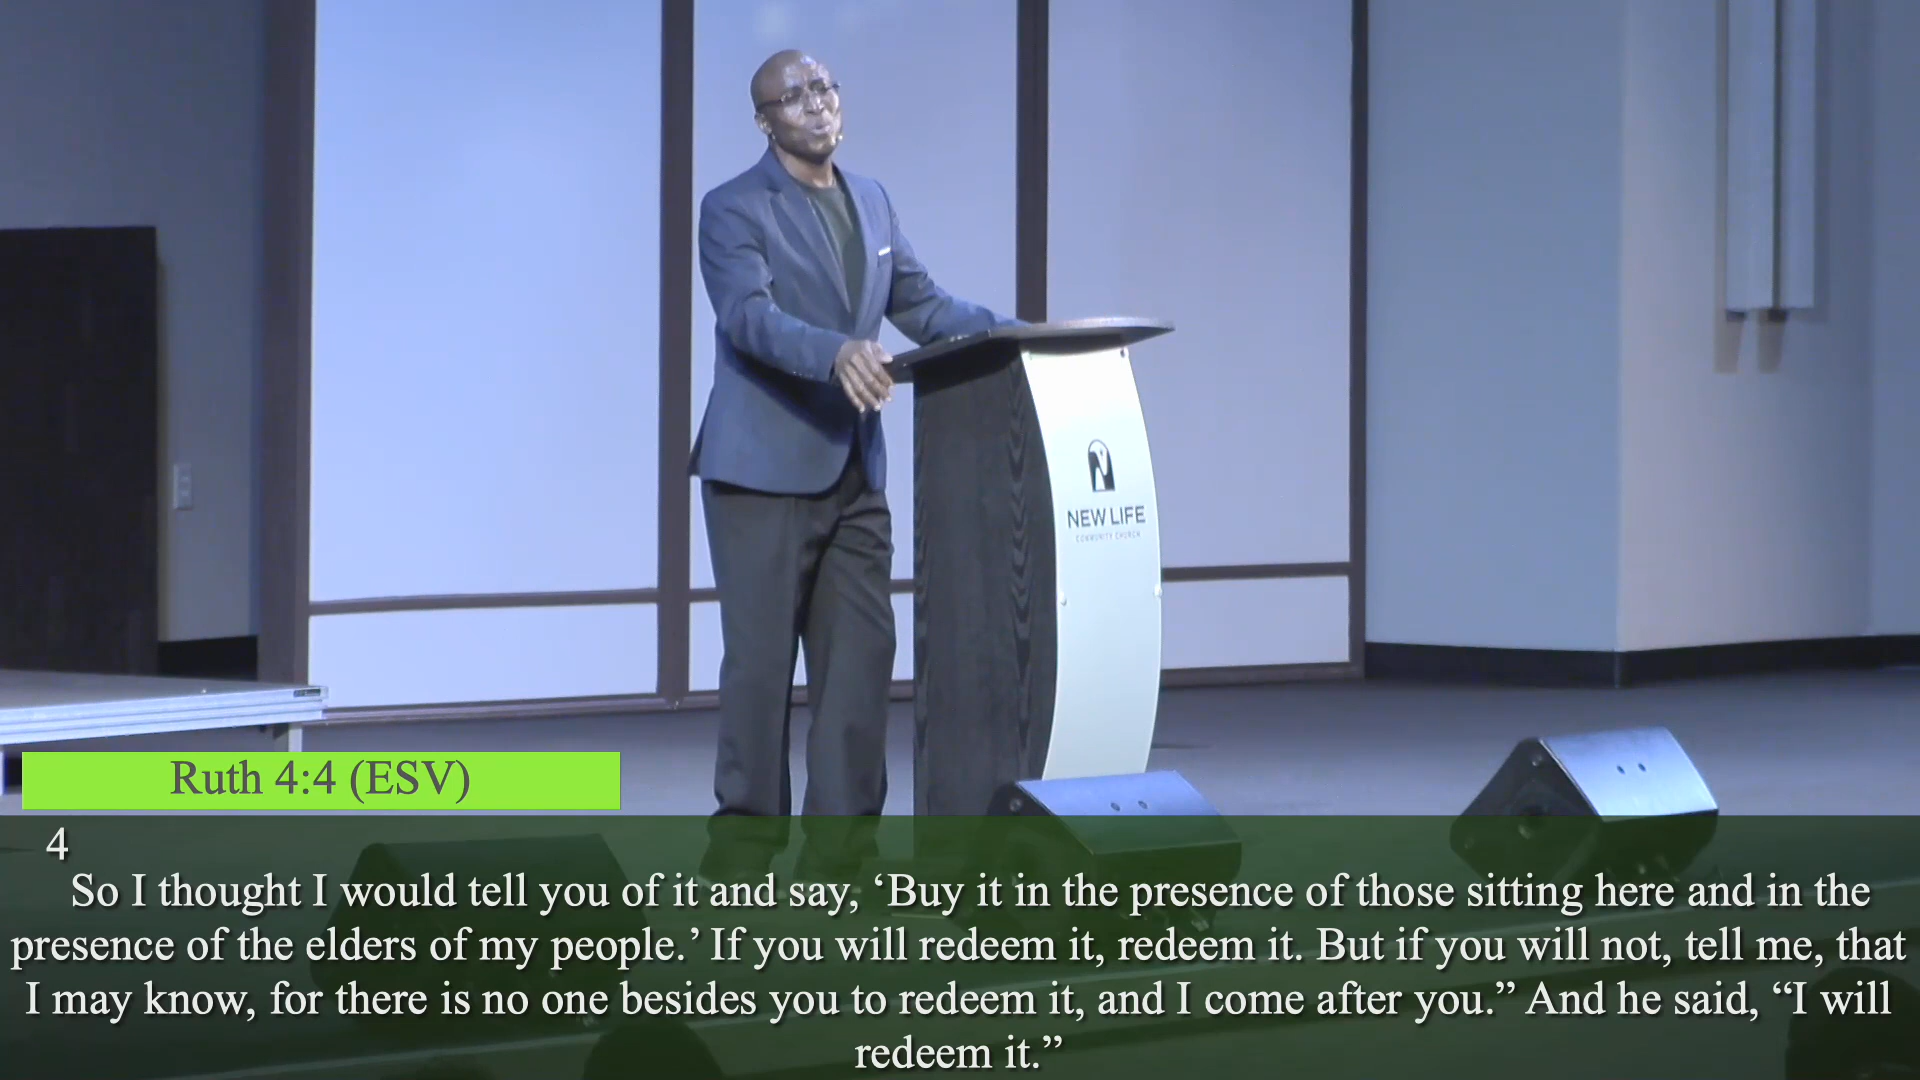 NEW LIFE
COMMUNITY CHURCH
Ruth 4:4 (ESV)
4
So I thought I would tell you of it and say, ‘Buy it in the presence of those sitting here and in the
presence of the elders of my people.’ If you will redeem it, redeem it. But if you will not, tell me, that
I may know, for there is no one besides you to redeem it, and I come after you.” And he said, “I will
redeem it.”